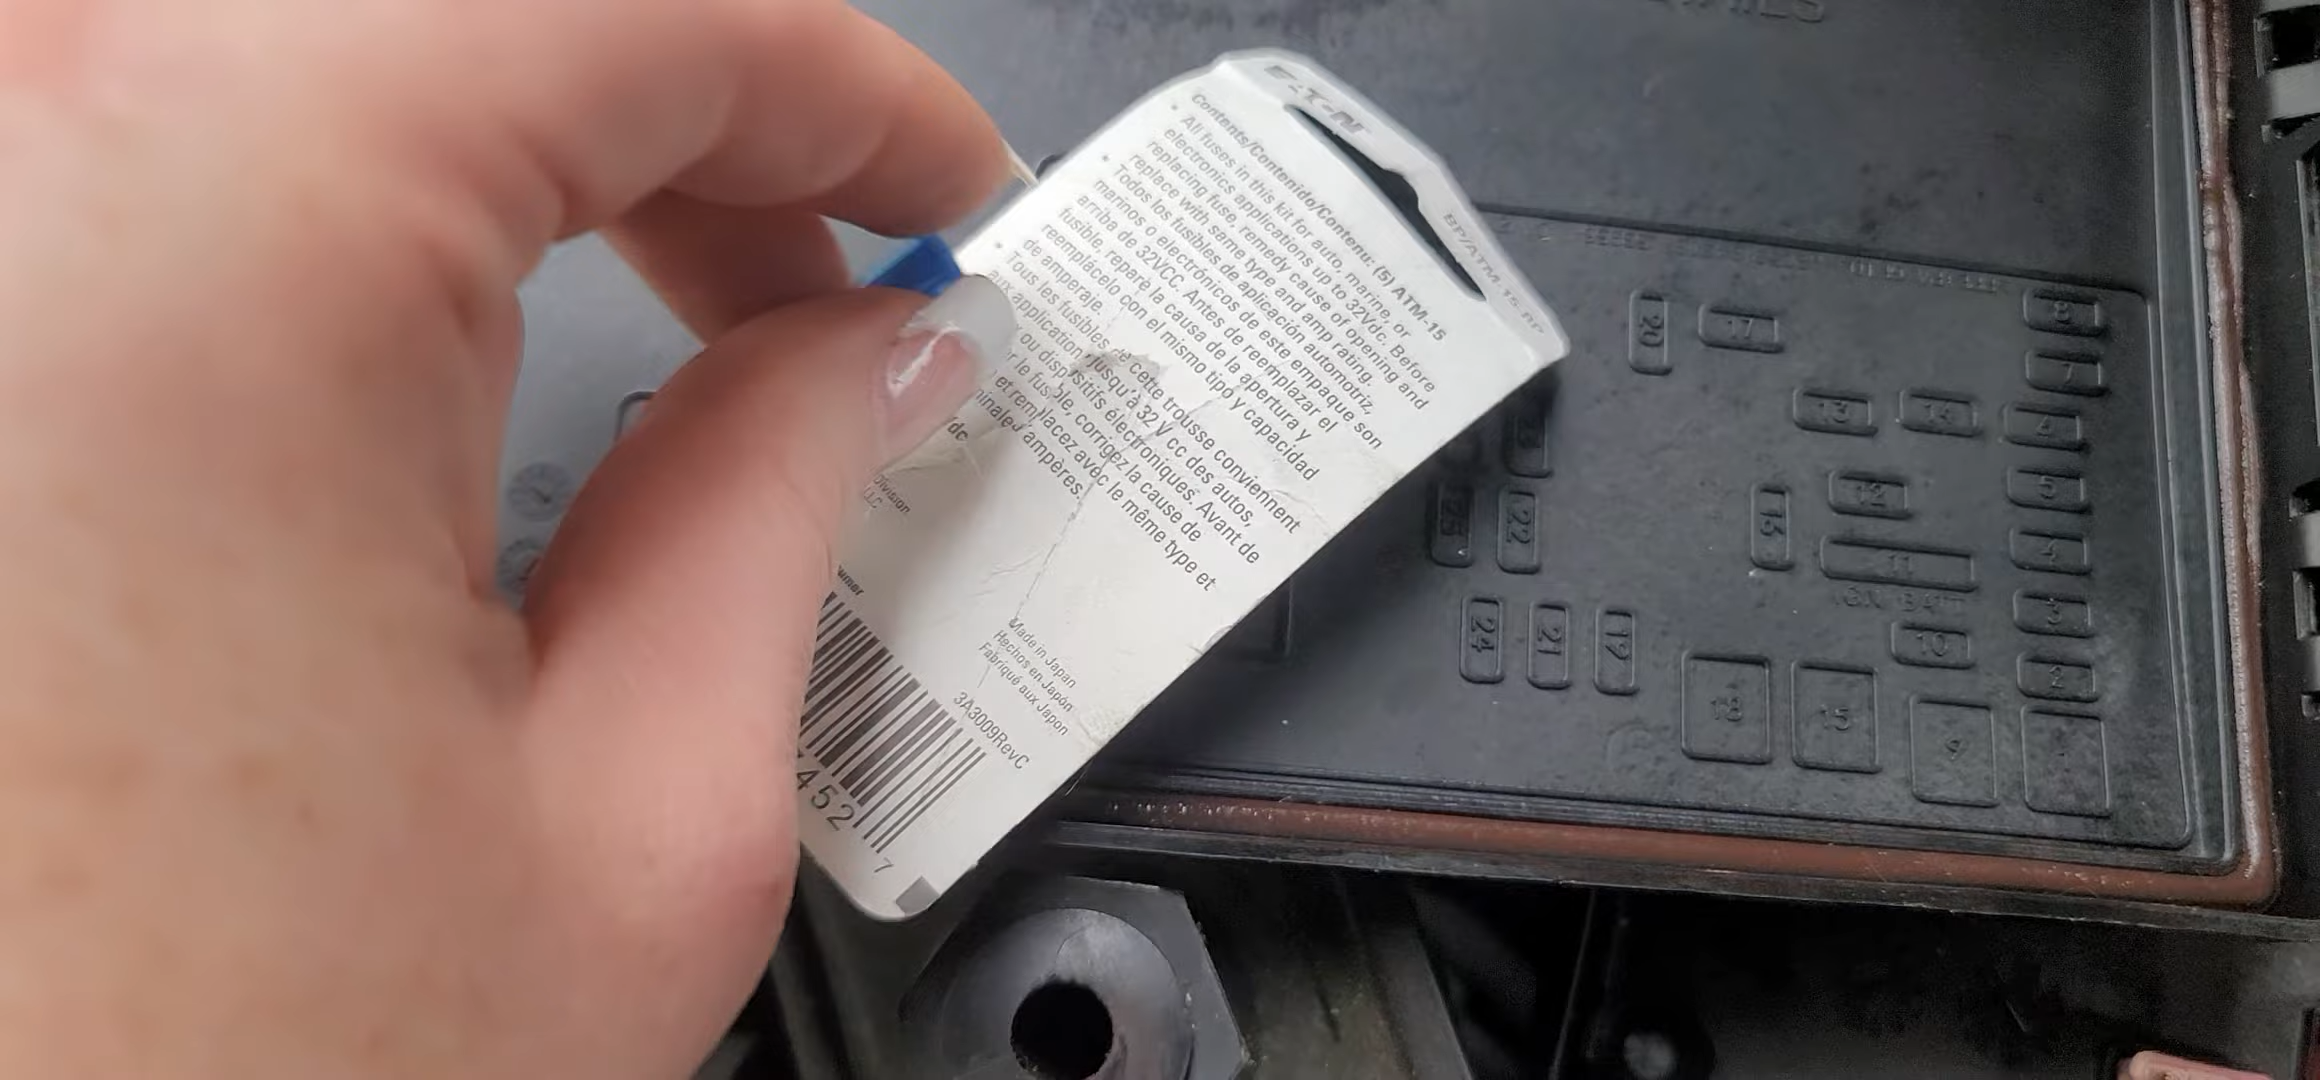 BP/ATM-15-RP
Contents/Contenido/Contenu: (5) ATM-15
• All fuses in this kit for auto, marine, or
electronics applications up to 32Vdc. Before
replacing fuse, remedy cause of opening and
replace with same type and amp rating.
• Todos los fusibles de aplicación automotriz,
marinos o electrónicos de este empaque son
arriba de 32VCC. Antes de reemplazar el
fusible, repare la causa de la apertura y
reemplácelo con el mismo tipo y capacidad
de amperaje.
• Tous les fusibles de cette trousse conviennent
aux application jusqu'à 32 V cc des autos,
ou dispositifs électroniques. Avant de
le fusible, corrigez la cause de
et remplacez avec le même type et
ampères.
Vdc
Division
LLC
Made in Japan
Hechos en Japón
Fabriqué aux Japon
3A3009RevC
452
7
8
20
17
7
13
14
12
5
25
22
16
11
4
3
10
24
21
19
2
18
15
9
1